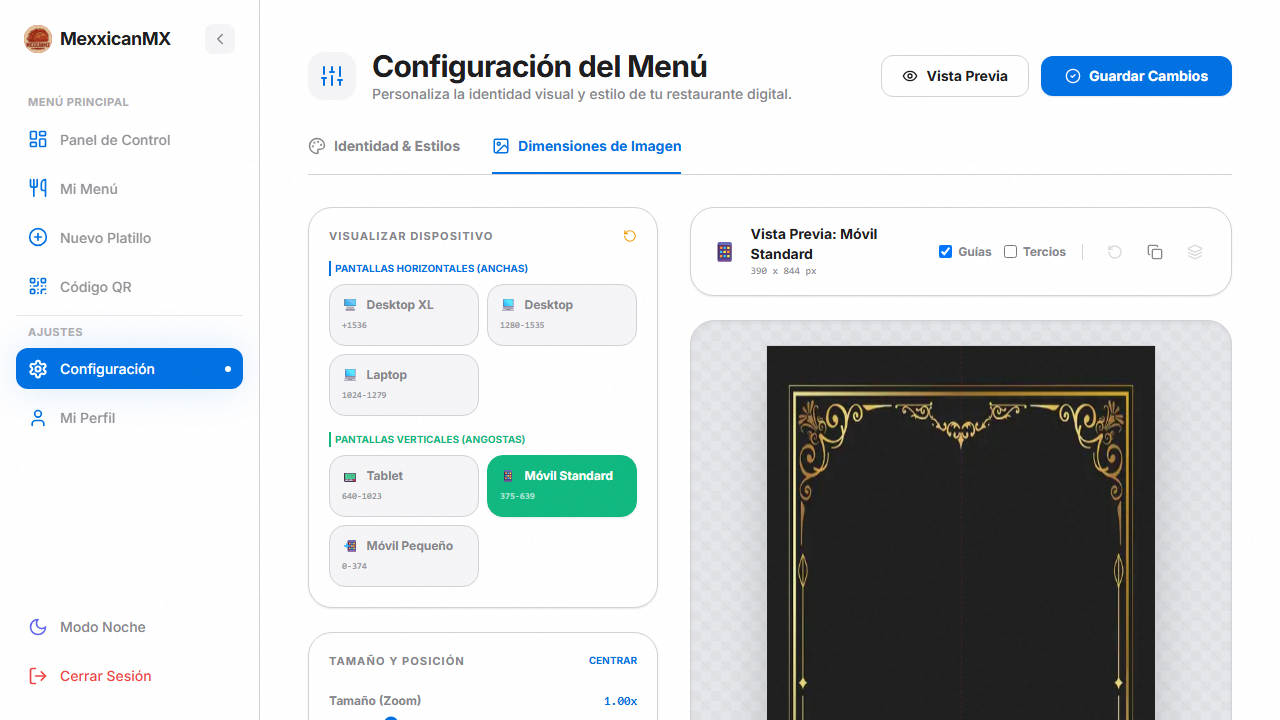 MexxicanMX
MENÚ PRINCIPAL
Panel de Control
Mi Menú
Nuevo Platillo
Código QR
AJUSTES
Configuración
Mi Perfil
Modo Noche
Cerrar Sesión
Configuración del Menú
Personaliza la identidad visual y estilo de tu restaurante digital.
Vista Previa
Guardar Cambios
Identidad & Estilos
Dimensiones de Imagen
VISUALIZAR DISPOSITIVO
PANTALLAS HORIZONTALES (ANCHAS)
Desktop XL
+1536
Desktop
1280-1535
Laptop
1024-1279
PANTALLAS VERTICALES (ANGOSTAS)
Tablet
640-1023
Móvil Standard
375-639
Móvil Pequeño
0-374
TAMAÑO Y POSICIÓN
CENTRAR
Tamaño (Zoom)
1.00x
Vista Previa: Móvil
Standard
390 x 844 px
Guías
Tercios